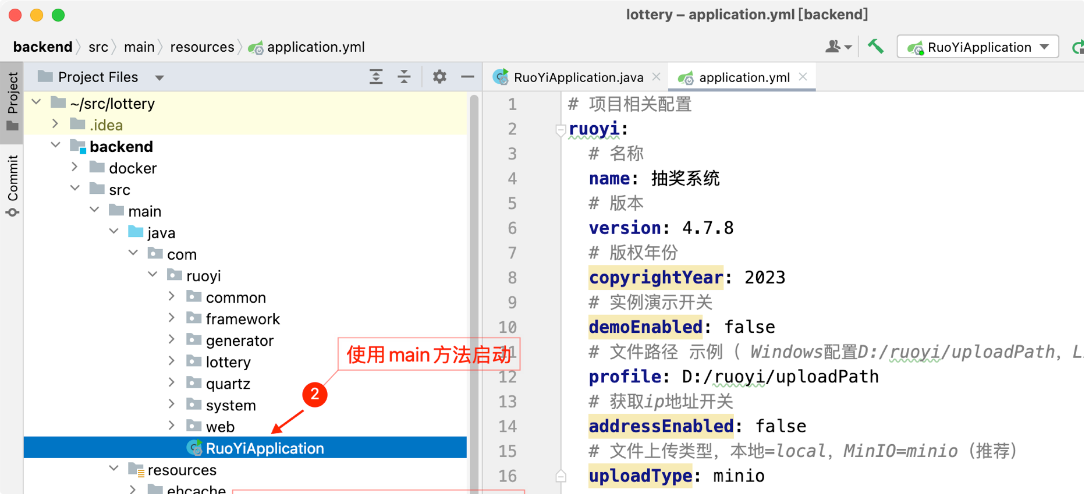 lottery – application.yml [backend]
backend src main resources application.yml
RuoYiApplication
Project
Commit
Project Files
RuoYiApplication.java
application.yml
~/src/lottery
.idea
backend
docker
src
main
java
com
ruoyi
common
framework
generator
lottery
quartz
system
web
RuoYiApplication
resources
ehcache
使用main方法启动
2
1 # 项目相关配置
2 ruoyi:
3 # 名称
4 name: 抽奖系统
5 # 版本
6 version: 4.7.8
7 # 版权年份
8 copyrightYear: 2023
9 # 实例演示开关
10 demoEnabled: false
11 # 文件路径 示例（ Windows配置D:/ruoyi/uploadPath, L
12 profile: D:/ruoyi/uploadPath
13 # 获取ip地址开关
14 addressEnabled: false
15 # 文件上传类型，本地=local，MinIO=minio（推荐）
16 uploadType: minio